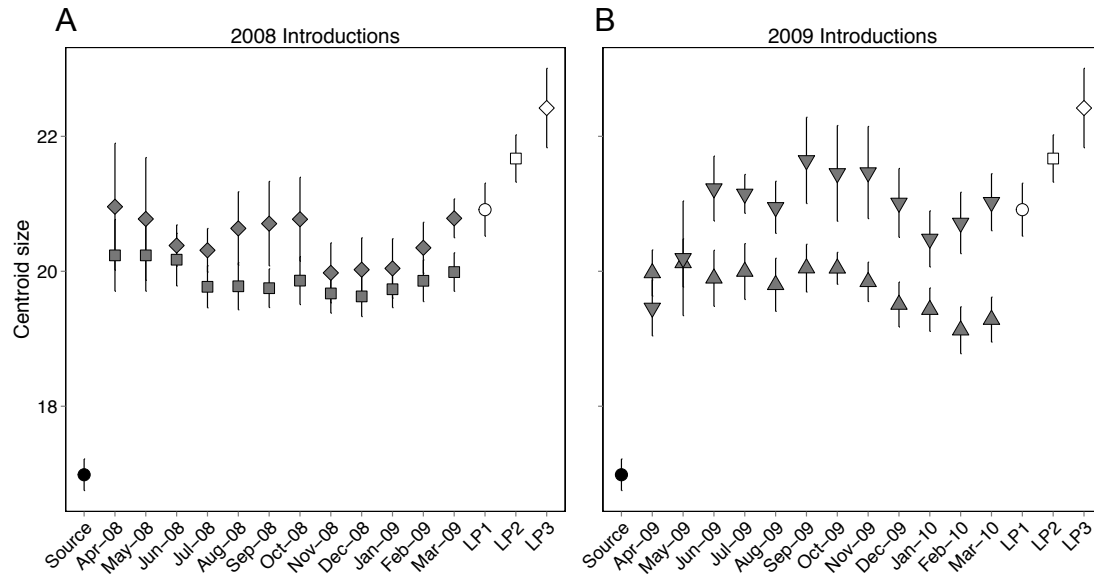 A
B
2008 Introductions
2009 Introductions
Centroid size
22
20
18
Source
Apr–08
May–08
Jun–08
Jul–08
Aug–08
Sep–08
Oct–08
Nov–08
Dec–08
Jan–09
Feb–09
Mar–09
LP1
LP2
LP3
Source
Apr–09
May–09
Jun–09
Jul–09
Aug–09
Sep–09
Oct–09
Nov–09
Dec–09
Jan–10
Feb–10
Mar–10
LP1
LP2
LP3